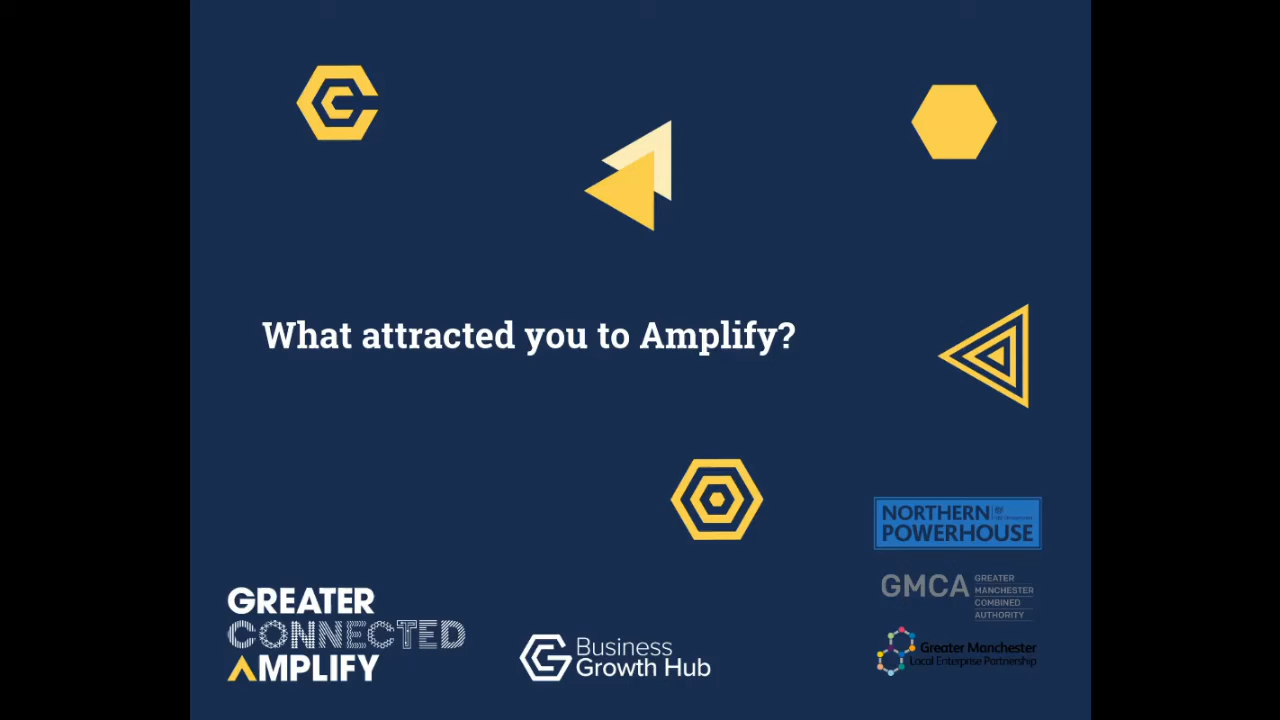 What attracted you to Amplify?
NORTHERN
POWERHOUSE
GMCA
GREATER
MANCHESTER
COMBINED
AUTHORITY
GREATER
CONNECTED
AMPLIFY
Business
Growth Hub
Greater Manchester
Local Enterprise Partnership